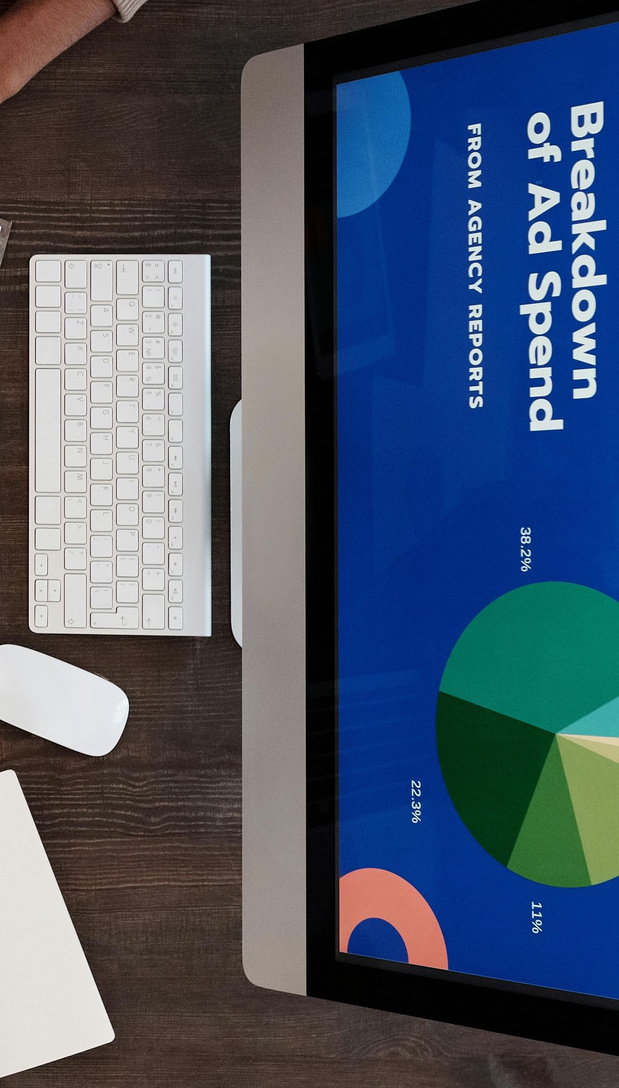 Breakdown
of Ad Spend
FROM AGENCY REPORTS
38.2%
22.3%
11%